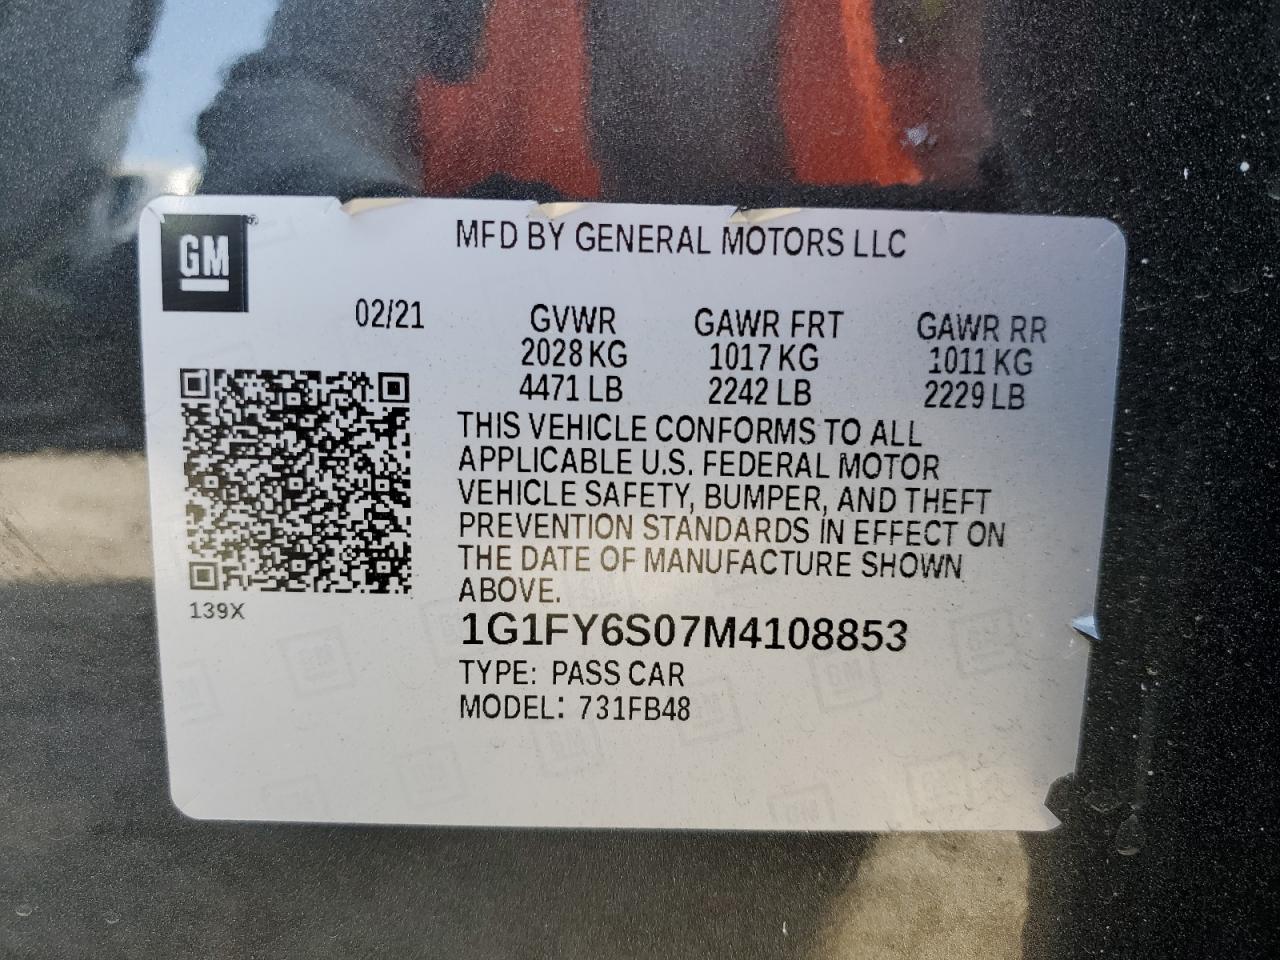 GM
MFD BY GENERAL MOTORS LLC
02/21
GVWR GAWR FRT GAWR RR
2028 KG 1017 KG 1011 KG
4471 LB 2242 LB 2229 LB
THIS VEHICLE CONFORMS TO ALL
APPLICABLE U.S. FEDERAL MOTOR
VEHICLE SAFETY, BUMPER, AND THEFT
PREVENTION STANDARDS IN EFFECT ON
THE DATE OF MANUFACTURE SHOWN
ABOVE.
139X
1G1FY6S07M4108853
TYPE: PASS CAR
MODEL: 731FB48